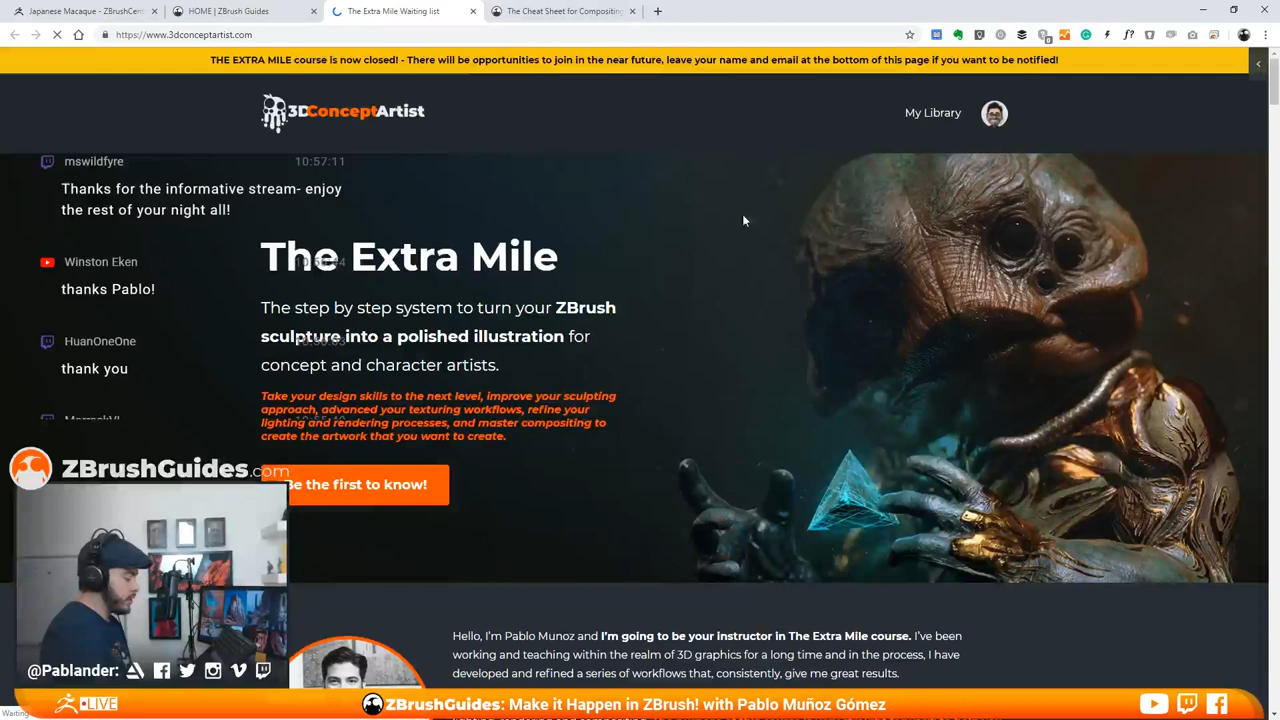 Japanese Macaque - ZBrushCent
HOME | ZBrush Guides
The Extra Mile Waiting list
The Cheat Sheet for Compositing
https://www.3dconceptartist.com
THE EXTRA MILE course is now closed! - There will be opportunities to join in the near future, leave your name and email at the bottom of this page if you want to be notified!
3DConceptArtist
My Library
mswildfyre 10:57:11
Thanks for the informative stream- enjoy
the rest of your night all!
The Extra Mile
Winston Eken
thanks Pablo!
The step by step system to turn your ZBrush
sculpture into a polished illustration for
concept and character artists.
HuanOneOne
thank you
Take your design skills to the next level, improve your sculpting
approach, advanced your texturing workflows, refine your
lighting and rendering processes, and master compositing to
create the artwork that you want to create.
ZBrushGuides.com
Be the first to know!
Hello, I'm Pablo Munoz and I'm going to be your instructor in The Extra Mile course. I've been
working and teaching within the realm of 3D graphics for a long time and in the process, I have
developed and refined a series of workflows that, consistently, give me great results.
@Pablander:
LIVE
ZBrushGuides: Make it Happen in ZBrush! with Pablo Muñoz Gómez
Waiting